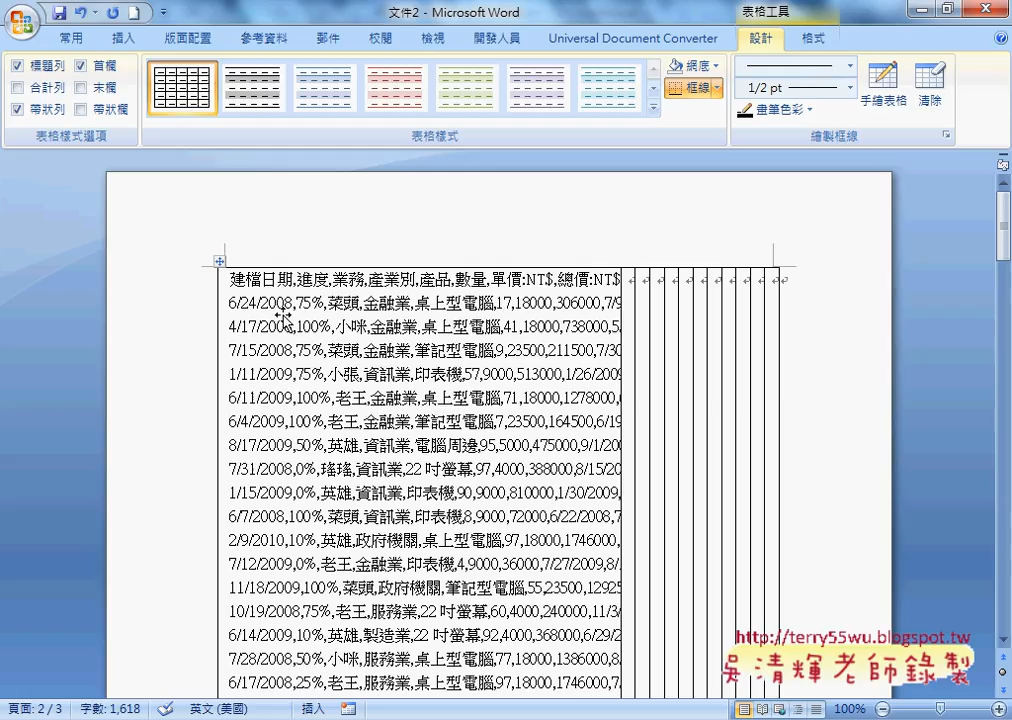 文件2 - Microsoft Word
表格工具
常用 插入 版面配置 參考資料 郵件 校閱 檢視 開發人員 Universal Document Converter 設計 格式
標題列 首欄
合計列 末欄
帶狀列 帶狀欄
網底
框線
1/2 pt
畫筆色彩
手繪表格 清除
表格樣式選項 表格樣式 繪製框線
建檔日期,進度,業務,產業別,產品,數量,單價:NT$,總價:NT$
6/24/2008,75%,菜頭,金融業,桌上型電腦,17,18000,306000,7/9
4/17/2008,100%,小咪,金融業,桌上型電腦,41,18000,738000,5
7/15/2008,75%,菜頭,金融業,筆記型電腦,9,23500,211500,7/30
1/11/2009,75%,小張,資訊業,印表機,57,9000,513000,1/26/2009
6/11/2009,100%,老王,金融業,桌上型電腦,71,18000,1278000,
6/4/2009,100%,老王,金融業,筆記型電腦,7,23500,164500,6/19
8/17/2009,50%,英雄,資訊業,電腦周邊,95,5000,475000,9/1/200
7/31/2008,0%,瑤瑤,資訊業,22 吋螢幕,97,4000,388000,8/15/20
1/15/2009,0%,英雄,資訊業,印表機,90,9000,810000,1/30/2009,
6/7/2008,100%,菜頭,資訊業,印表機,8,9000,72000,6/22/2008,7
2/9/2010,10%,英雄,政府機關,桌上型電腦,97,18000,1746000,
7/12/2009,0%,老王,金融業,印表機,4,9000,36000,7/27/2009,8/
11/18/2009,100%,菜頭,政府機關,筆記型電腦,55,23500,12925
10/19/2008,75%,老王,服務業,22 吋螢幕,60,4000,240000,11/3/
6/14/2009,10%,英雄,製造業,22 吋螢幕,92,4000,368000,6/29/2
7/28/2008,50%,小咪,服務業,桌上型電腦,77,18000,1386000,8
6/17/2008,25%,老王,服務業,桌上型電腦,97,18000,1746000,7
http://terry55wu.blogspot.tw
吳清輝老師錄製
頁面: 2 / 3 字數: 1,618 英文 (美國) 插入 100%